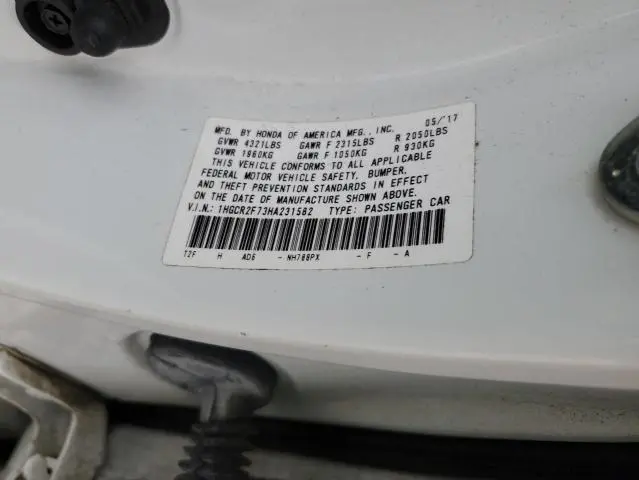 MFD. BY HONDA OF AMERICA MFG., INC. 05/'17
GVWR 4321LBS GAWR F 2315LBS R 2050LBS
GVWR 1960KG GAWR F 1050KG R 930KG
THIS VEHICLE CONFORMS TO ALL APPLICABLE
FEDERAL MOTOR VEHICLE SAFETY, BUMPER,
AND THEFT PREVENTION STANDARDS IN EFFECT
ON THE DATE OF MANUFACTURE SHOWN ABOVE.
V.I.N.: 1HGCR2F73HA231582 TYPE: PASSENGER CAR
T2F H AD6 - NH788PX - F - A